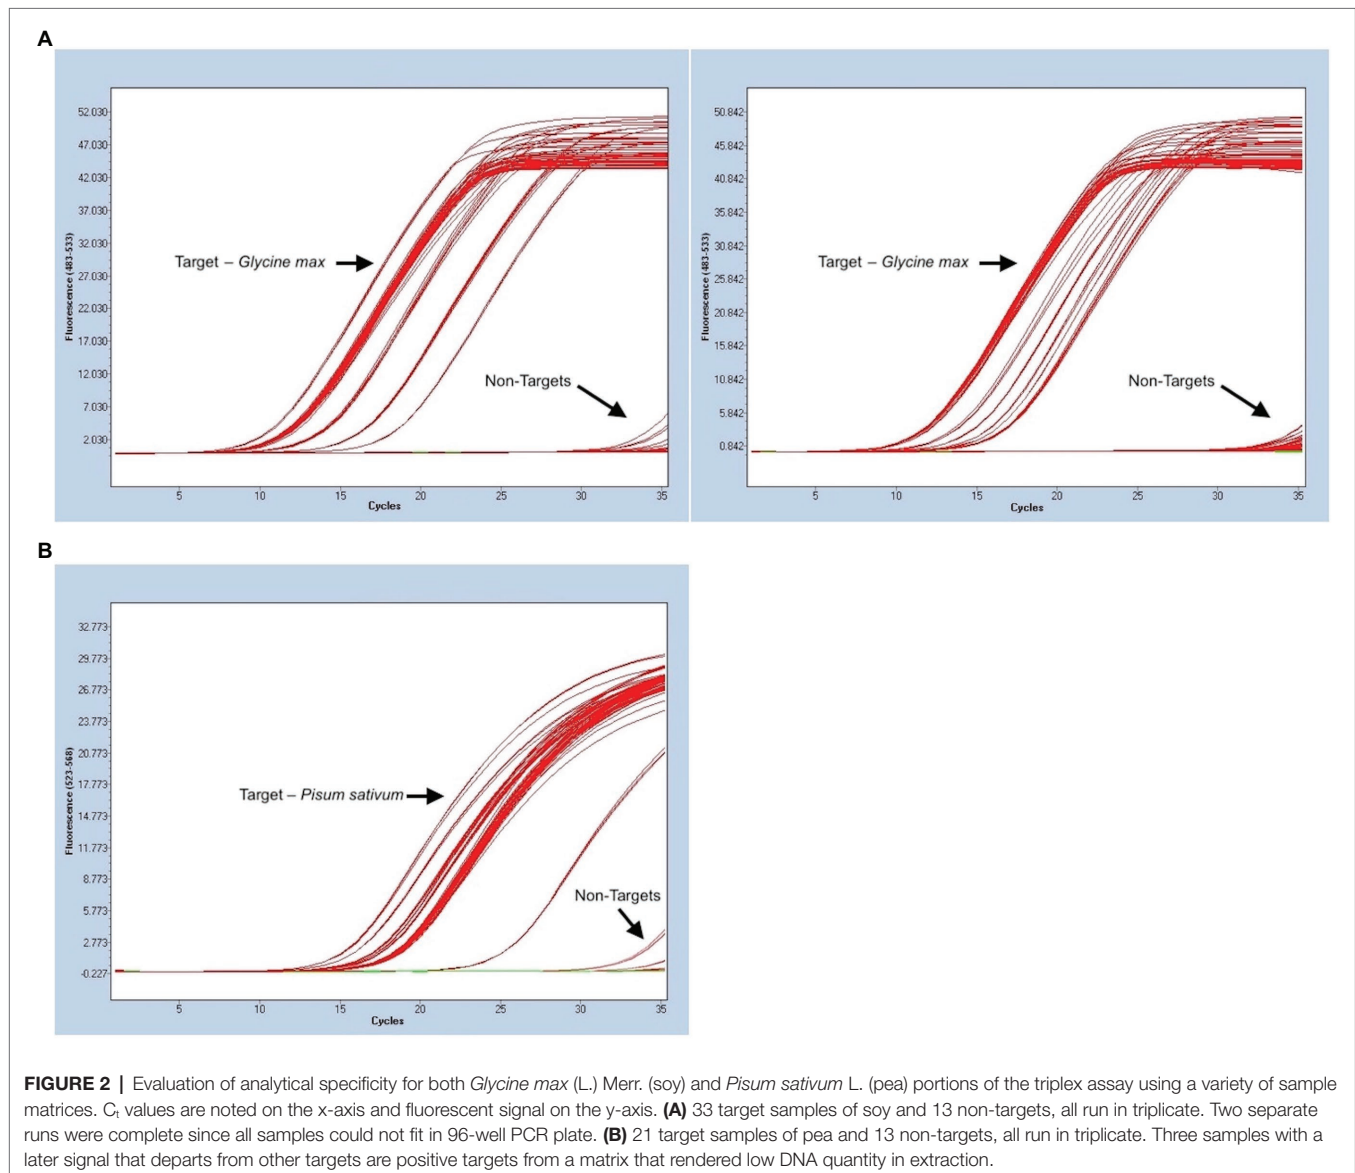 A
52.030
47.030
42.030
37.030
32.030
27.030
22.030
17.030
12.030
7.030
2.030
Fluorescence (483-533)
Target – Glycine max
Non-Targets
5 10 15 20 25 30 35
Cycles
50.842
45.842
40.842
35.842
30.842
25.842
20.842
15.842
10.842
5.842
0.842
Fluorescence (483-533)
Target – Glycine max
Non-Targets
5 10 15 20 25 30 35
Cycles
B
32.773
29.773
26.773
23.773
20.773
17.773
14.773
11.773
8.773
5.773
2.773
-0.227
Fluorescence (523-568)
Target – Pisum sativum
Non-Targets
5 10 15 20 25 30 35
Cycles
FIGURE 2 | Evaluation of analytical specificity for both Glycine max (L.) Merr. (soy) and Pisum sativum L. (pea) portions of the triplex assay using a variety of sample
matrices. Ct values are noted on the x-axis and fluorescent signal on the y-axis. (A) 33 target samples of soy and 13 non-targets, all run in triplicate. Two separate
runs were complete since all samples could not fit in 96-well PCR plate. (B) 21 target samples of pea and 13 non-targets, all run in triplicate. Three samples with a
later signal that departs from other targets are positive targets from a matrix that rendered low DNA quantity in extraction.